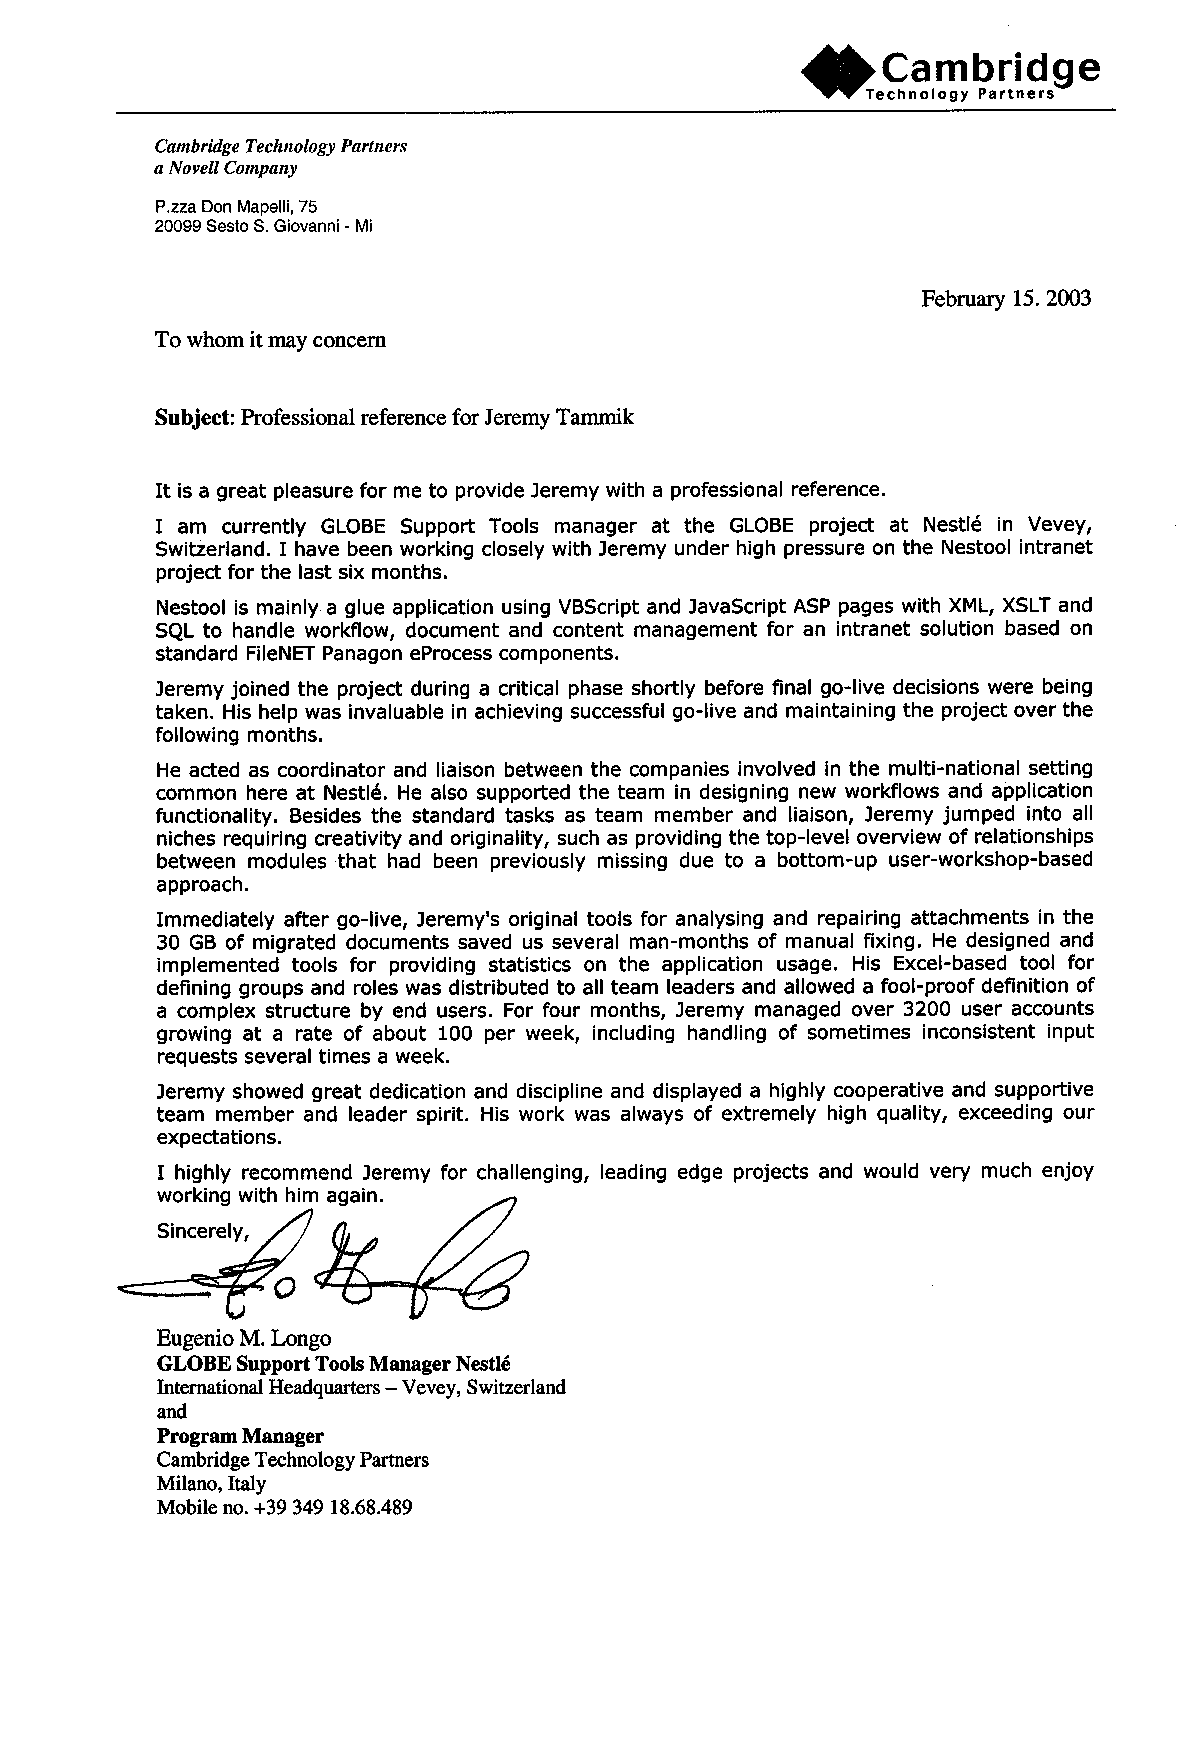 Cambridge
Technology Partners
Cambridge Technology Partners
a Novell Company
P.zza Don Mapelli, 75
20099 Sesto S. Giovanni - Mi
February 15. 2003
To whom it may concern
Subject: Professional reference for Jeremy Tammik
It is a great pleasure for me to provide Jeremy with a professional reference.
I am currently GLOBE Support Tools manager at the GLOBE project at Nestlé in Vevey,
Switzerland. I have been working closely with Jeremy under high pressure on the Nestool intranet
project for the last six months.
Nestool is mainly a glue application using VBScript and JavaScript ASP pages with XML, XSLT and
SQL to handle workflow, document and content management for an intranet solution based on
standard FileNET Panagon eProcess components.
Jeremy joined the project during a critical phase shortly before final go-live decisions were being
taken. His help was invaluable in achieving successful go-live and maintaining the project over the
following months.
He acted as coordinator and liaison between the companies involved in the multi-national setting
common here at Nestlé. He also supported the team in designing new workflows and application
functionality. Besides the standard tasks as team member and liaison, Jeremy jumped into all
niches requiring creativity and originality, such as providing the top-level overview of relationships
between modules that had been previously missing due to a bottom-up user-workshop-based
approach.
Immediately after go-live, Jeremy's original tools for analysing and repairing attachments in the
30 GB of migrated documents saved us several man-months of manual fixing. He designed and
implemented tools for providing statistics on the application usage. His Excel-based tool for
defining groups and roles was distributed to all team leaders and allowed a fool-proof definition of
a complex structure by end users. For four months, Jeremy managed over 3200 user accounts
growing at a rate of about 100 per week, including handling of sometimes inconsistent input
requests several times a week.
Jeremy showed great dedication and discipline and displayed a highly cooperative and supportive
team member and leader spirit. His work was always of extremely high quality, exceeding our
expectations.
I highly recommend Jeremy for challenging, leading edge projects and would very much enjoy
working with him again.
Sincerely,
Eugenio M. Longo
GLOBE Support Tools Manager Nestlé
International Headquarters – Vevey, Switzerland
and
Program Manager
Cambridge Technology Partners
Milano, Italy
Mobile no. +39 349 18.68.489